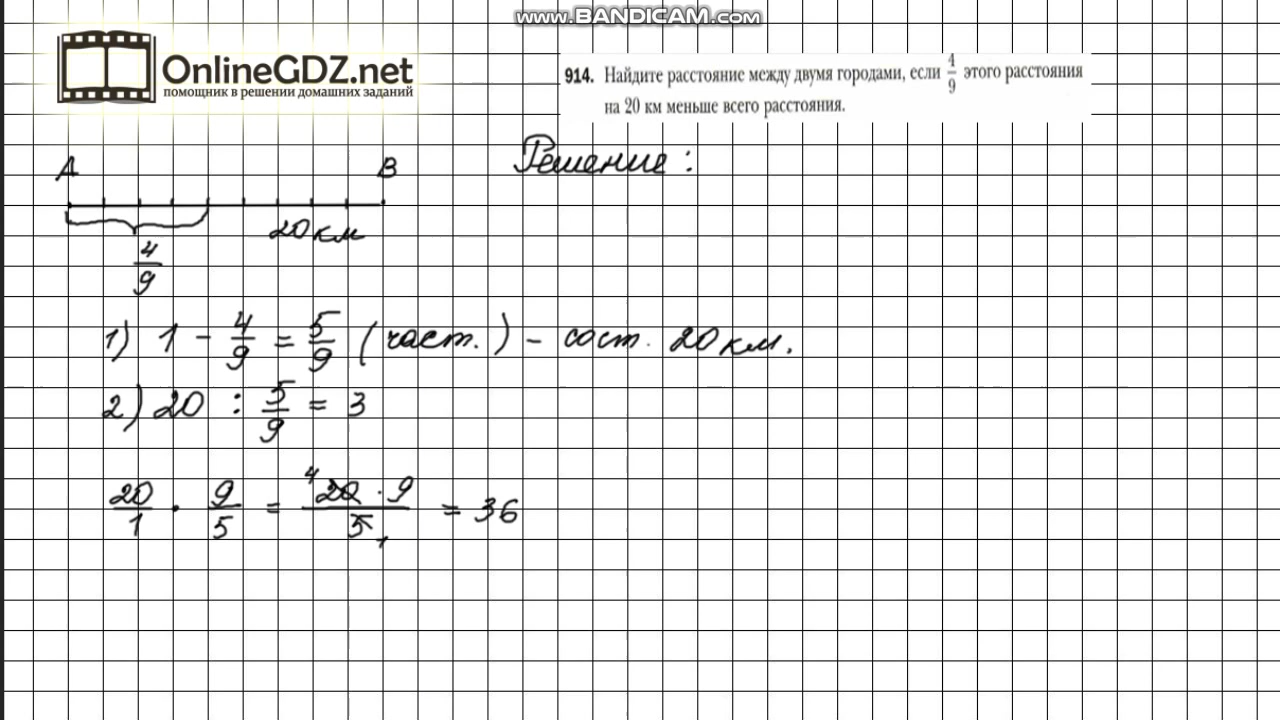 www.BANDICAM.com
OnlineGDZ.net
помощник в решении домашних заданий
914. Найдите расстояние между двумя городами, если 4/9 этого расстояния
на 20 км меньше всего расстояния.
Решение :
A B
20 км
4/9
1) 1 - 4/9 = 5/9 (част.) - сост. 20 км.
2) 20 : 5/9 = 3
20/1 · 9/5 = 4 20 · 9 / 5 1 = 36